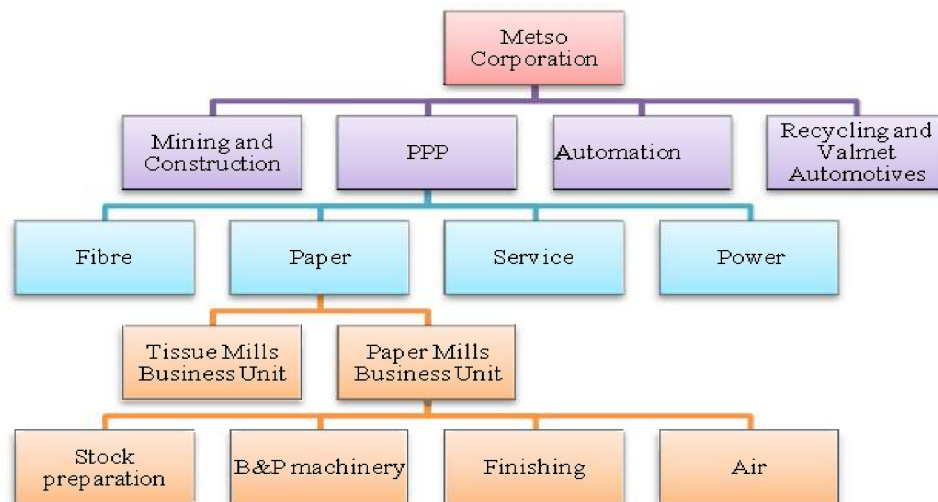 Metso
Corporation
Mining and
Construction
PPP
Automation
Recycling and
Valmet
Automotives
Fibre
Paper
Service
Power
Tissue Mills
Business Unit
Paper Mills
Business Unit
Stock
preparation
B&P machinery
Finishing
Air